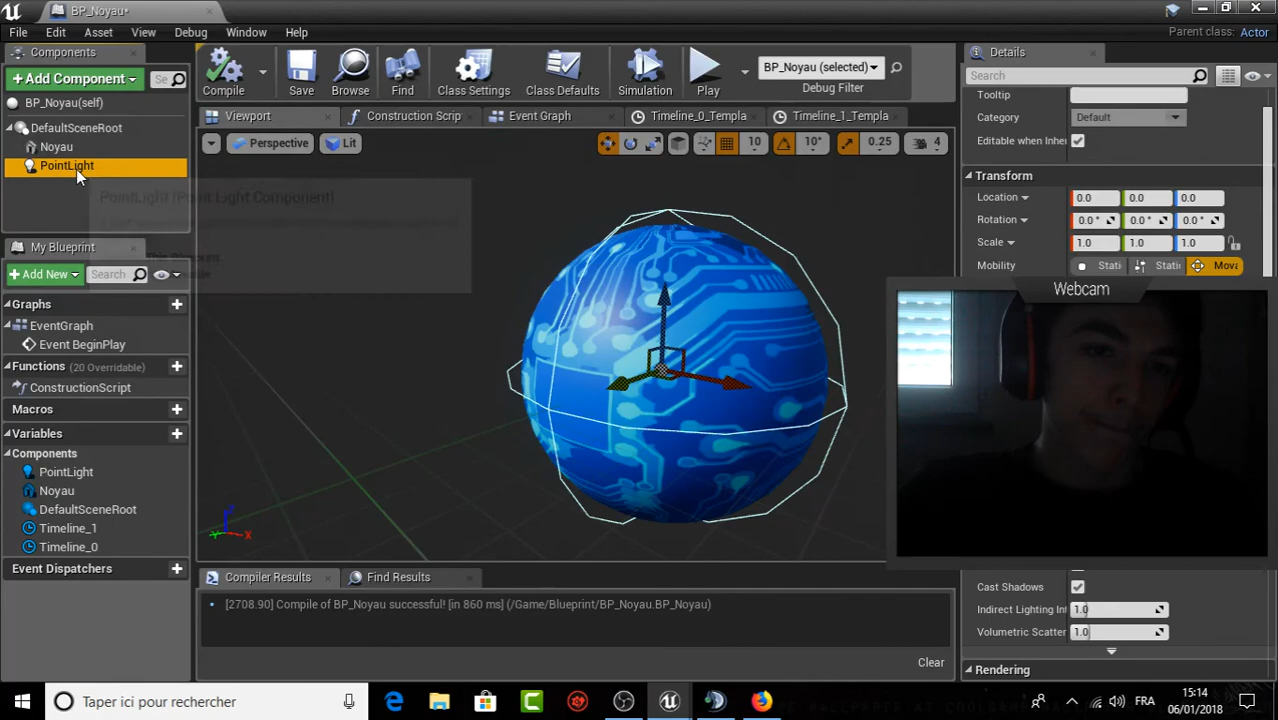 BP_Noyau*
File Edit Asset View Debug Window Help
Parent class: Actor
Components
+Add Component
Se
BP_Noyau(self)
DefaultSceneRoot
Noyau
PointLight
PointLight [Point Light Component]
My Blueprint
+Add New
Search
Graphs
EventGraph
Event BeginPlay
Functions (20 Overridable)
ConstructionScript
Macros
Variables
Components
PointLight
Noyau
DefaultSceneRoot
Timeline_1
Timeline_0
Event Dispatchers
Compile
Save
Browse
Find
Class Settings
Class Defaults
Simulation
Play
BP_Noyau (selected)
Debug Filter
Viewport
Construction Scrip
Event Graph
Timeline_0_Templa
Timeline_1_Templa
Perspective
Lit
10
10°
0.25
4
Z
X
Compiler Results
Find Results
[2708.90] Compile of BP_Noyau successful! [in 860 ms] (/Game/Blueprint/BP_Noyau.BP_Noyau)
Clear
Details
Search
Tooltip
Category Default
Editable when Inher
Transform
Location 0.0 0.0 0.0
Rotation 0.0 ° 0.0 ° 0.0 °
Scale 1.0 1.0 1.0
Mobility Stati Stati Mova
Webcam
Cast Shadows
Indirect Lighting Int 1.0
Volumetric Scatter 1.0
Rendering
Taper ici pour rechercher
FRA
15:14
06/01/2018